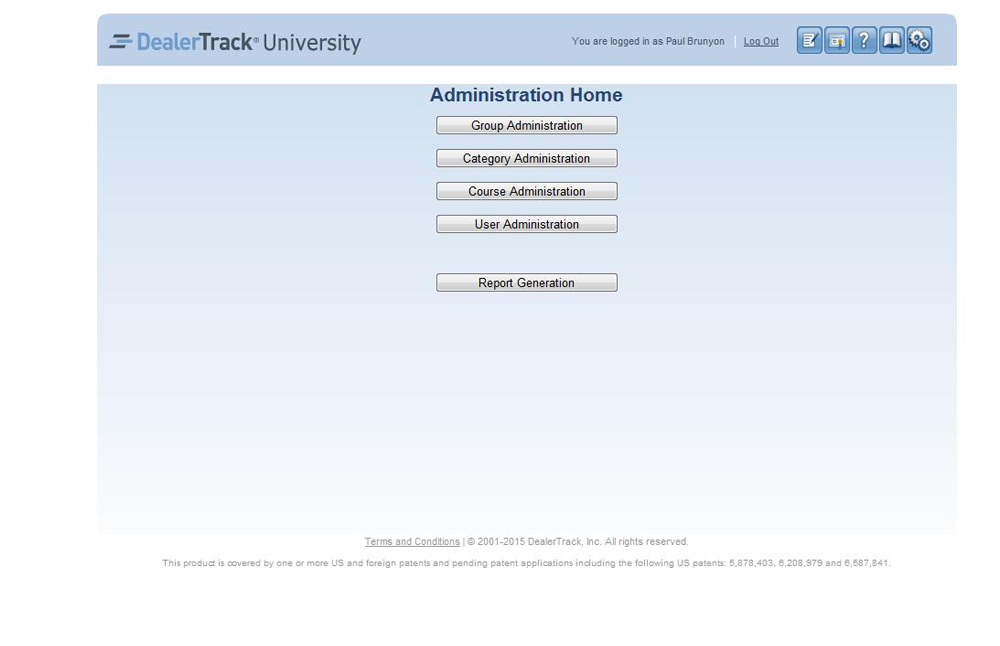 DealerTrack® University
You are logged in as Paul Brunyon | Log Out
?
Administration Home
Group Administration
Category Administration
Course Administration
User Administration
Report Generation
Terms and Conditions | © 2001-2015 DealerTrack, Inc. All rights reserved.
This product is covered by one or more US and foreign patents and pending patent applications including the following US patents: 5,878,403, 6,208,979 and 6,587,841.